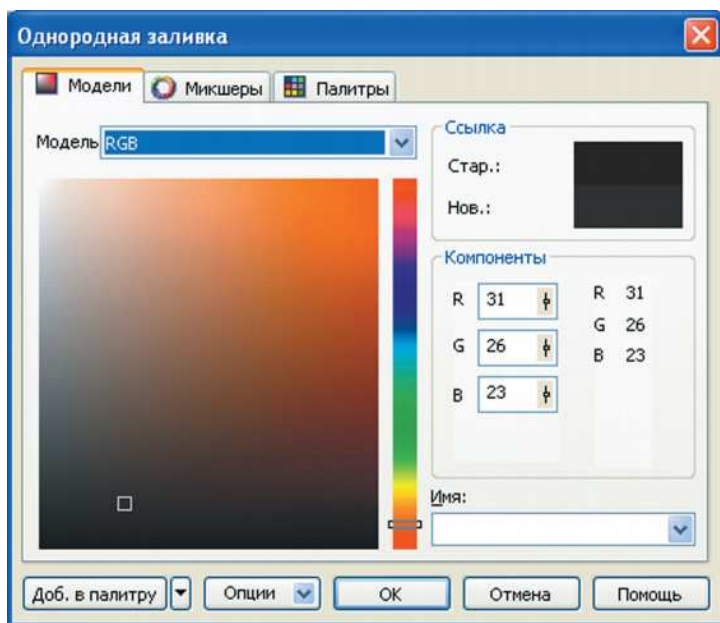 Однородная заливка
Модели Микшеры Палитры
Модель RGB
Ссылка
Стар.:
Нов.:
Компоненты
R 31 R 31
G 26 G 26
B 23 B 23
Имя:
Доб. в палитру Опции OK Отмена Помощь